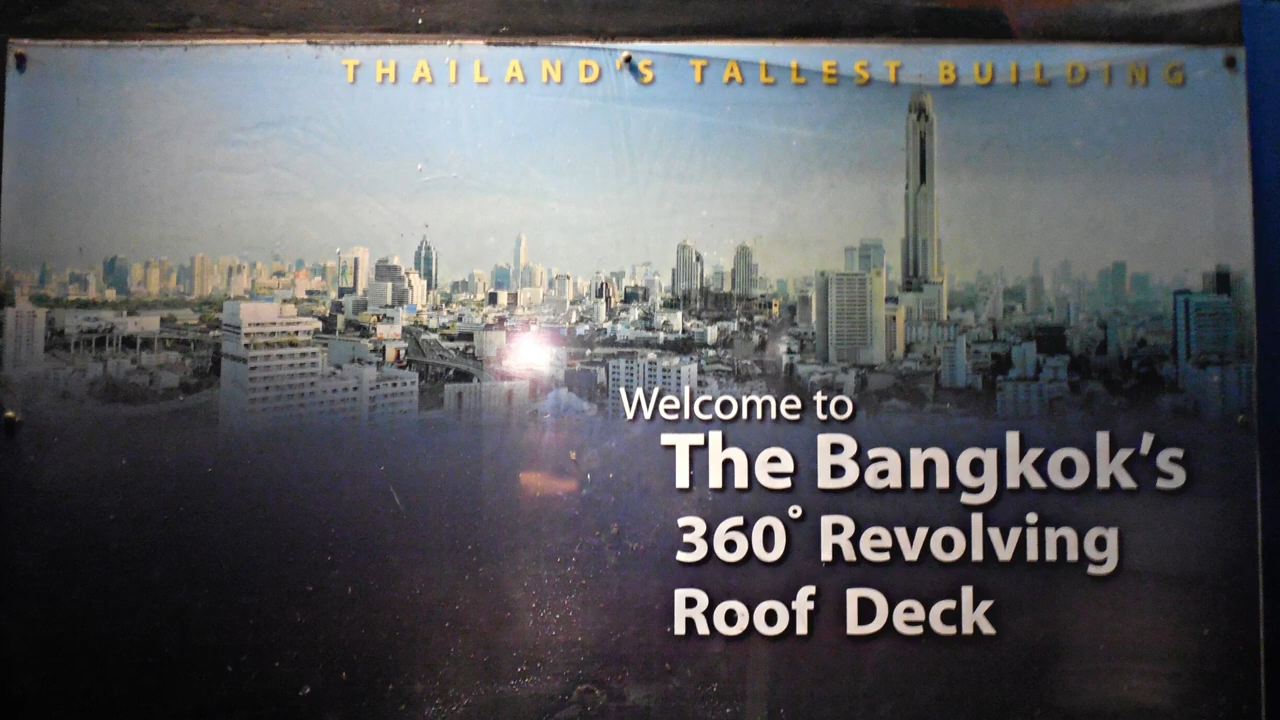 THAILAND'S TALLEST BUILDING
Welcome to
The Bangkok's
360° Revolving
Roof Deck